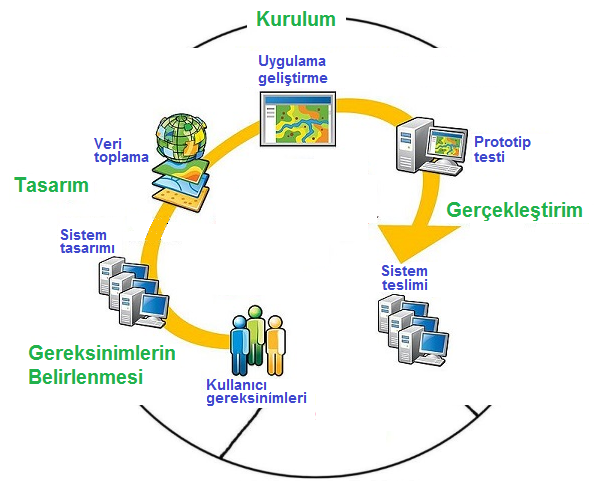 Kurulum
Uygulama
geliştirme
Veri
toplama
Prototip
testi
Tasarım
Gerçekleştirim
Sistem
tasarımı
Sistem
teslimi
Gereksinimlerin
Belirlenmesi
Kullanıcı
gereksinimleri